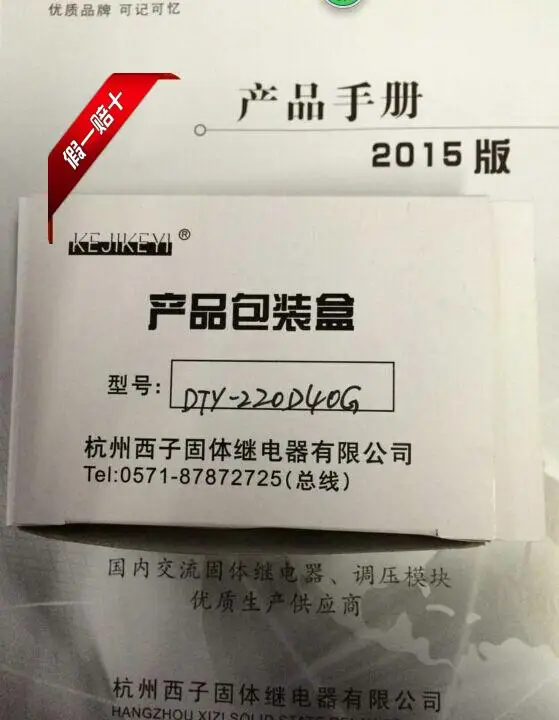 优质品牌 可记可忆
假一赔十
产品手册
2015版
KEJIKEYI®
产品包装盒
型号: DTY-220D40G
杭州西子固体继电器有限公司
Tel:0571-87872725(总线)
国内交流固体继电器、调压模块
优质生产供应商
杭州西子固体继电器有限公司
HANGZHOU XIZI SOLID STATE